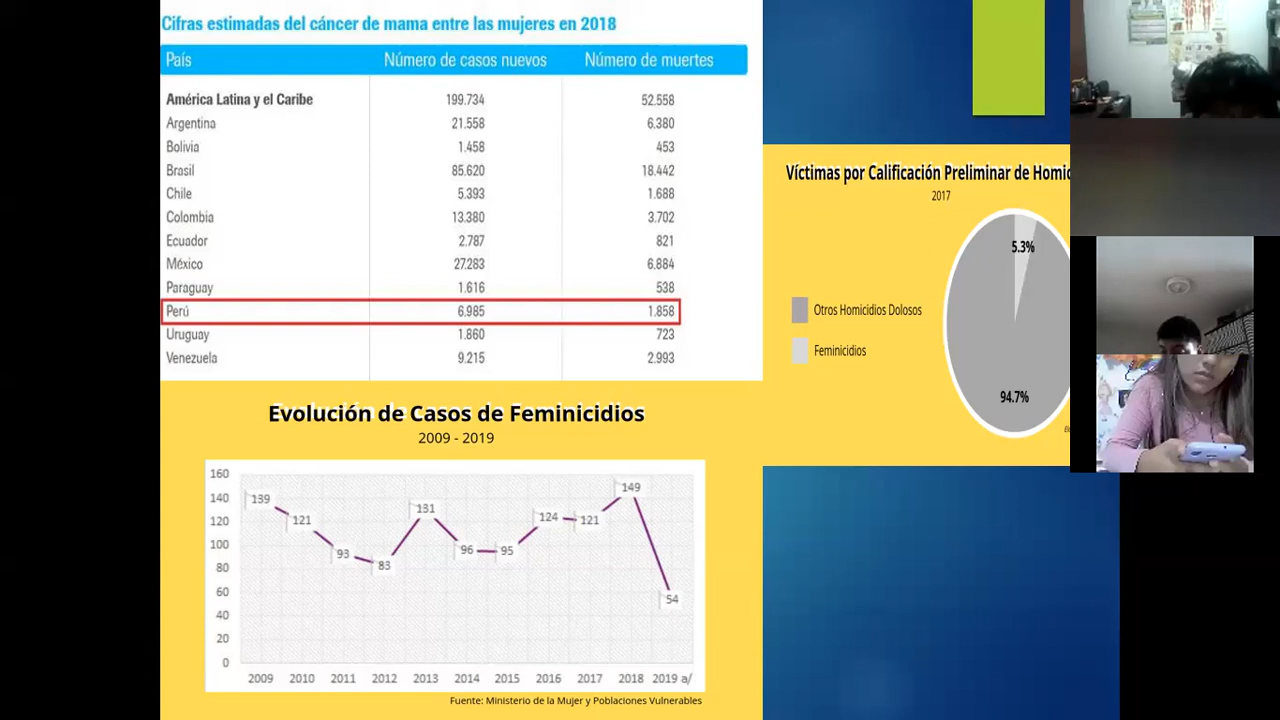 Cifras estimadas del cáncer de mama entre las mujeres en 2018
País Número de casos nuevos Número de muertes
América Latina y el Caribe 199.734 52.558
Argentina 21.558 6.380
Bolivia 1.458 453
Brasil 85.620 18.442
Chile 5.393 1.688
Colombia 13.380 3.702
Ecuador 2.787 821
México 27.283 6.884
Paraguay 1.616 538
Perú 6.985 1.858
Uruguay 1.860 723
Venezuela 9.215 2.993
Víctimas por Calificación Preliminar de
2017
5.3%
Otros Homicidios Dolosos
Feminicidios
94.7%
Evolución de Casos de Feminicidios
2009 - 2019
160
140
120
100
80
60
40
20
0
139
121
93
83
131
96
95
124
121
149
54
2009 2010 2011 2012 2013 2014 2015 2016 2017 2018 2019 a/
Fuente: Ministerio de la Mujer y Poblaciones Vulnerables